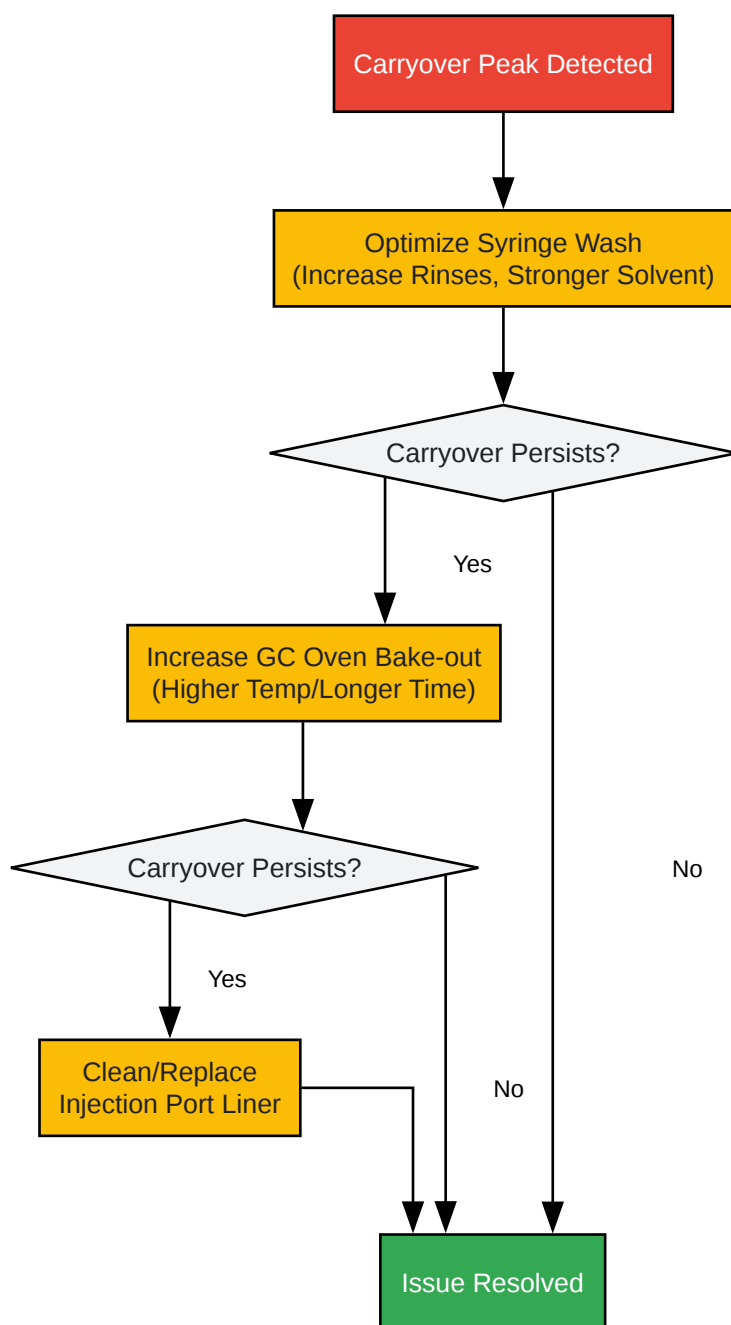 Carryover Peak Detected
Optimize Syringe Wash
(Increase Rinses, Stronger Solvent)
Carryover Persists?
Yes
Increase GC Oven Bake-out
(Higher Temp/Longer Time)
Carryover Persists?
No
Yes
Clean/Replace
Injection Port Liner
No
Issue Resolved